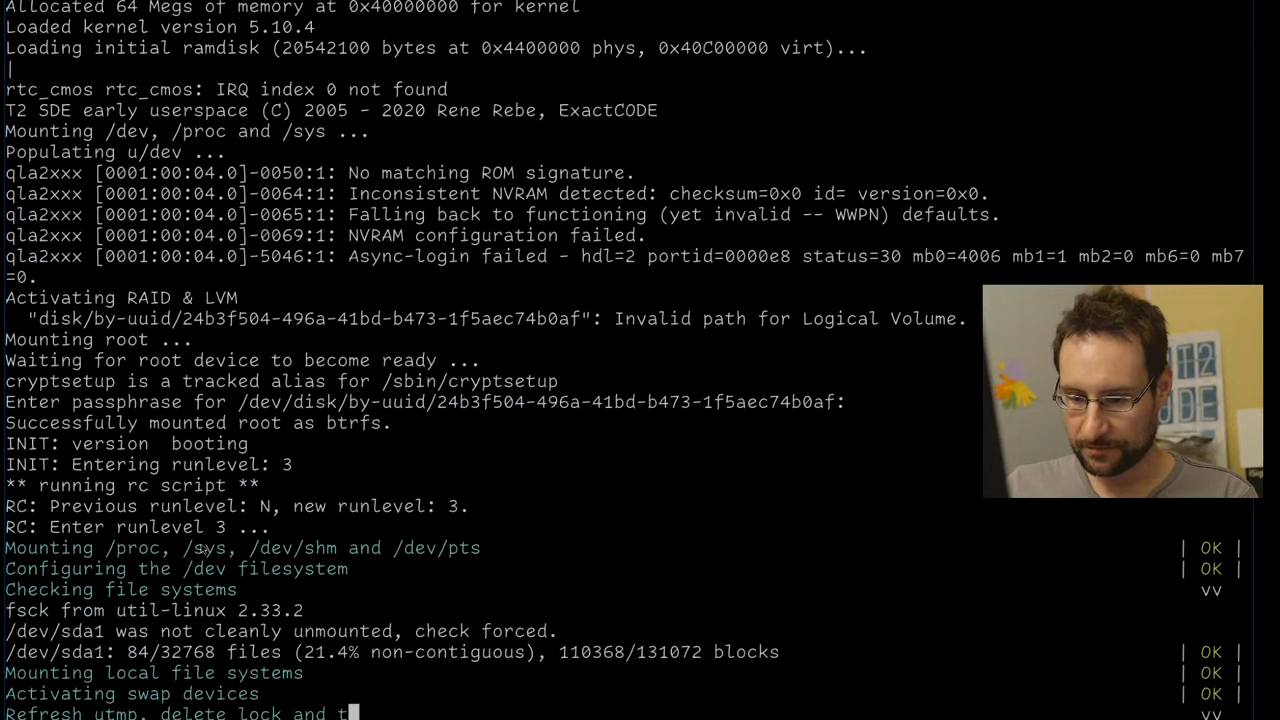 Allocated 64 Megs of memory at 0x40000000 for kernel
Loaded kernel version 5.10.4
Loading initial ramdisk (20542100 bytes at 0x4400000 phys, 0x40C00000 virt)...
|
rtc_cmos rtc_cmos: IRQ index 0 not found
T2 SDE early userspace (C) 2005 - 2020 Rene Rebe, ExactCODE
Mounting /dev, /proc and /sys ...
Populating u/dev ...
qla2xxx [0001:00:04.0]-0050:1: No matching ROM signature.
qla2xxx [0001:00:04.0]-0064:1: Inconsistent NVRAM detected: checksum=0x0 id= version=0x0.
qla2xxx [0001:00:04.0]-0065:1: Falling back to functioning (yet invalid -- WWPN) defaults.
qla2xxx [0001:00:04.0]-0069:1: NVRAM configuration failed.
qla2xxx [0001:00:04.0]-5046:1: Async-login failed - hdl=2 portid=0000e8 status=30 mb0=4006 mb1=1 mb2=0 mb6=0 mb7
=0.
Activating RAID & LVM
"disk/by-uuid/24b3f504-496a-41bd-b473-1f5aec74b0af": Invalid path for Logical Volume.
Mounting root ...
Waiting for root device to become ready ...
cryptsetup is a tracked alias for /sbin/cryptsetup
Enter passphrase for /dev/disk/by-uuid/24b3f504-496a-41bd-b473-1f5aec74b0af:
Successfully mounted root as btrfs.
INIT: version  booting
INIT: Entering runlevel: 3
** running rc script **
RC: Previous runlevel: N, new runlevel: 3.
RC: Enter runlevel 3 ...
Mounting /proc, /sys, /dev/shm and /dev/pts | OK |
Configuring the /dev filesystem | OK |
Checking file systems vv
fsck from util-linux 2.33.2
/dev/sda1 was not cleanly unmounted, check forced.
/dev/sda1: 84/32768 files (21.4% non-contiguous), 110368/131072 blocks | OK |
Mounting local file systems | OK |
Activating swap devices | OK |
Refresh utmp, delete lock and t vv